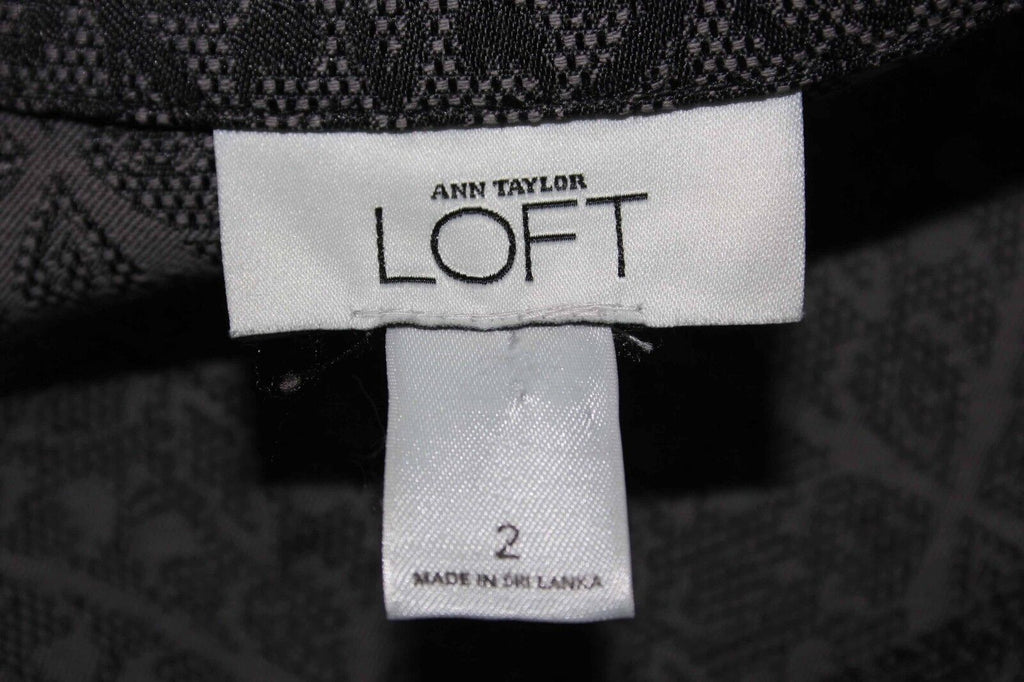 ANN TAYLOR
LOFT
2
MADE IN SRI LANKA